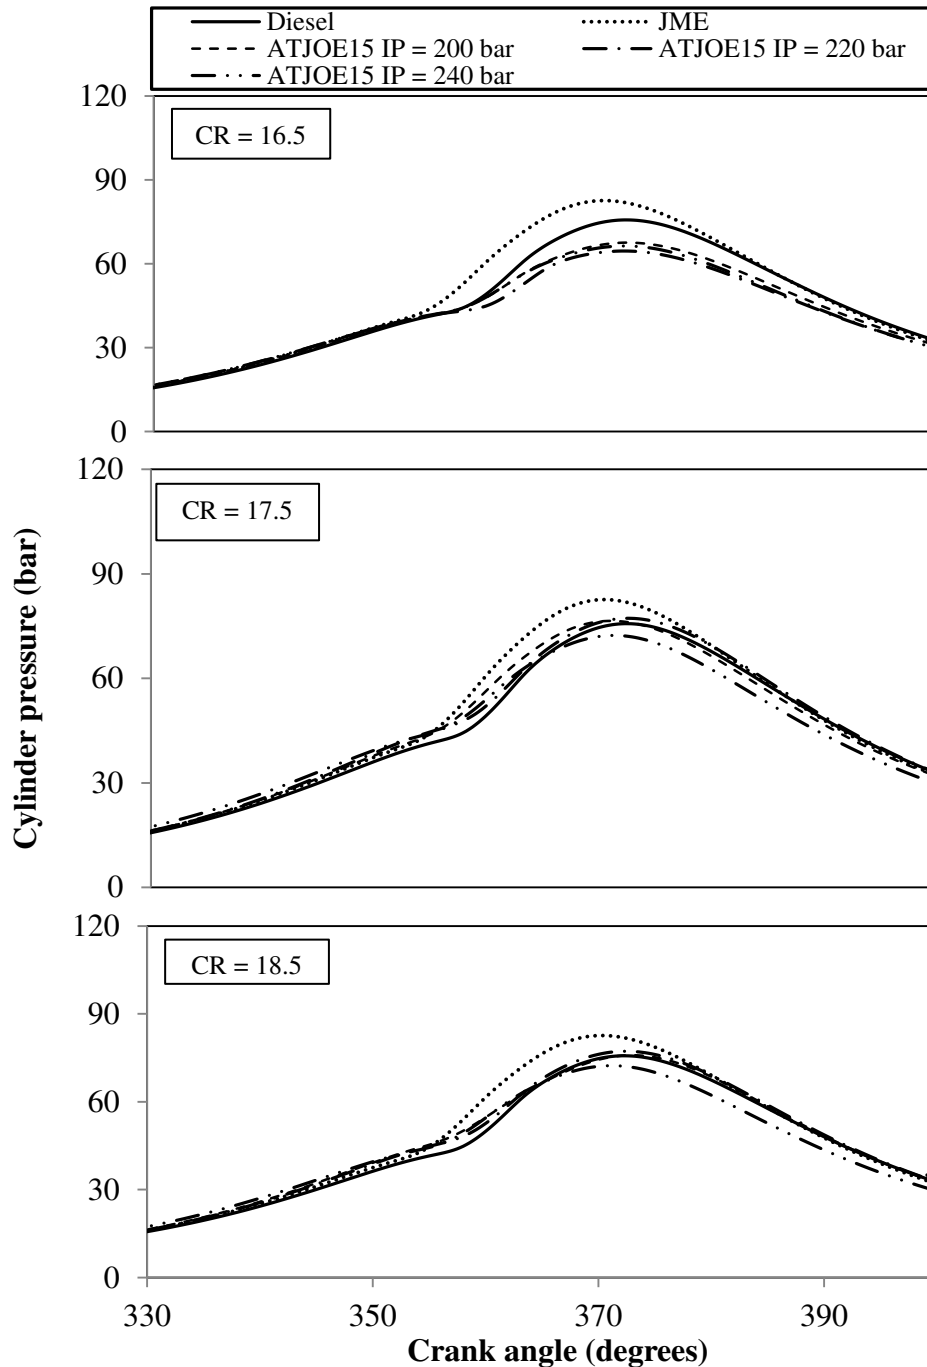 Diesel JME
ATJOE15 IP = 200 bar ATJOE15 IP = 220 bar
ATJOE15 IP = 240 bar
120
90
60
30
0
CR = 16.5
120
90
60
30
0
CR = 17.5
Cylinder pressure (bar)
120
90
60
30
0
CR = 18.5
330 350 370 390
Crank angle (degrees)